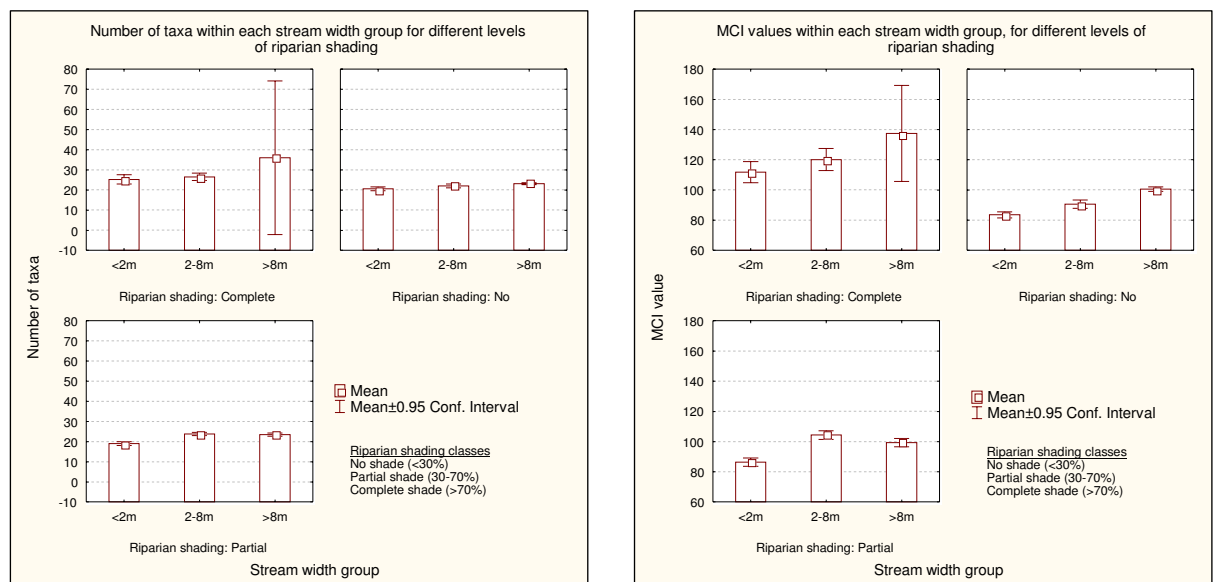 Number of taxa within each stream width group for different levels
of riparian shading
Number of taxa
80
70
60
50
40
30
20
10
0
-10
<2m 2-8m >8m
Riparian shading: Complete
<2m 2-8m >8m
Riparian shading: No
80
70
60
50
40
30
20
10
0
-10
<2m 2-8m >8m
Riparian shading: Partial
Mean
Mean±0.95 Conf. Interval
Riparian shading classes
No shade (<30%)
Partial shade (30-70%)
Complete shade (>70%)
Stream width group
MCI values within each stream width group, for different levels of
riparian shading
MCI value
180
160
140
120
100
80
60
<2m 2-8m >8m
Riparian shading: Complete
<2m 2-8m >8m
Riparian shading: No
180
160
140
120
100
80
60
<2m 2-8m >8m
Riparian shading: Partial
Mean
Mean±0.95 Conf. Interval
Riparian shading classes
No shade (<30%)
Partial shade (30-70%)
Complete shade (>70%)
Stream width group